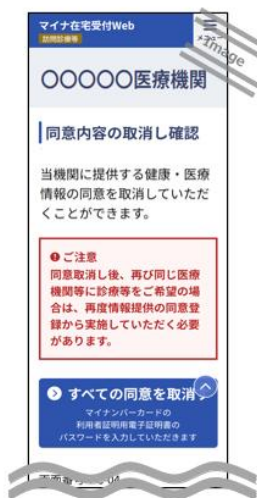 マイナ在宅受付Web
訪問診療等
メニュー
Image
〇〇〇〇〇医療機関
同意内容の取消し確認
当機関に提供する健康・医療
情報の同意を取消していただ
くことができます。
ご注意
同意取消し後、再び同じ医療
機関等に診療等をご希望の場
合は、再度情報提供の同意登
録から実施していただく必要
があります。
すべての同意を取消す
マイナンバーカードの
利用者証明用電子証明書の
パスワードを入力していただきます